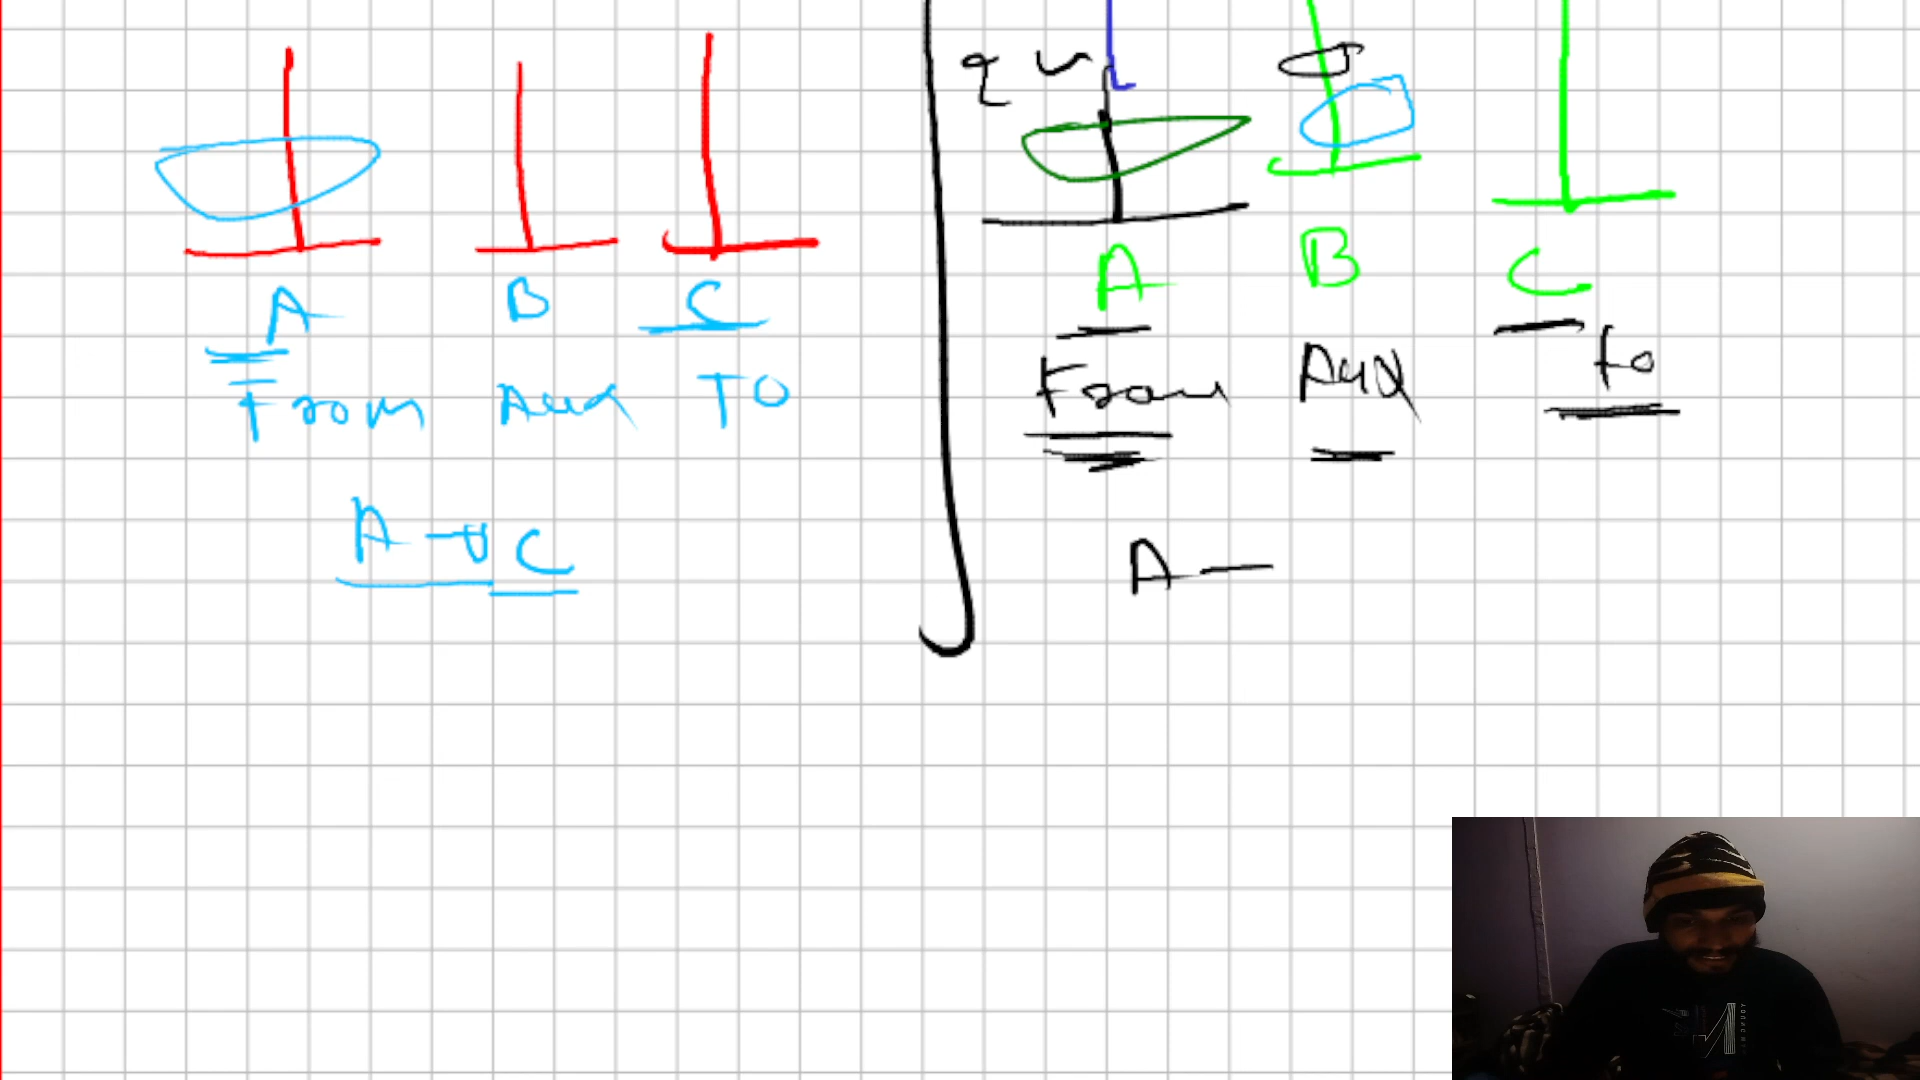 A B C
From Aux TO
A → C
A B C
From Aux to
A —